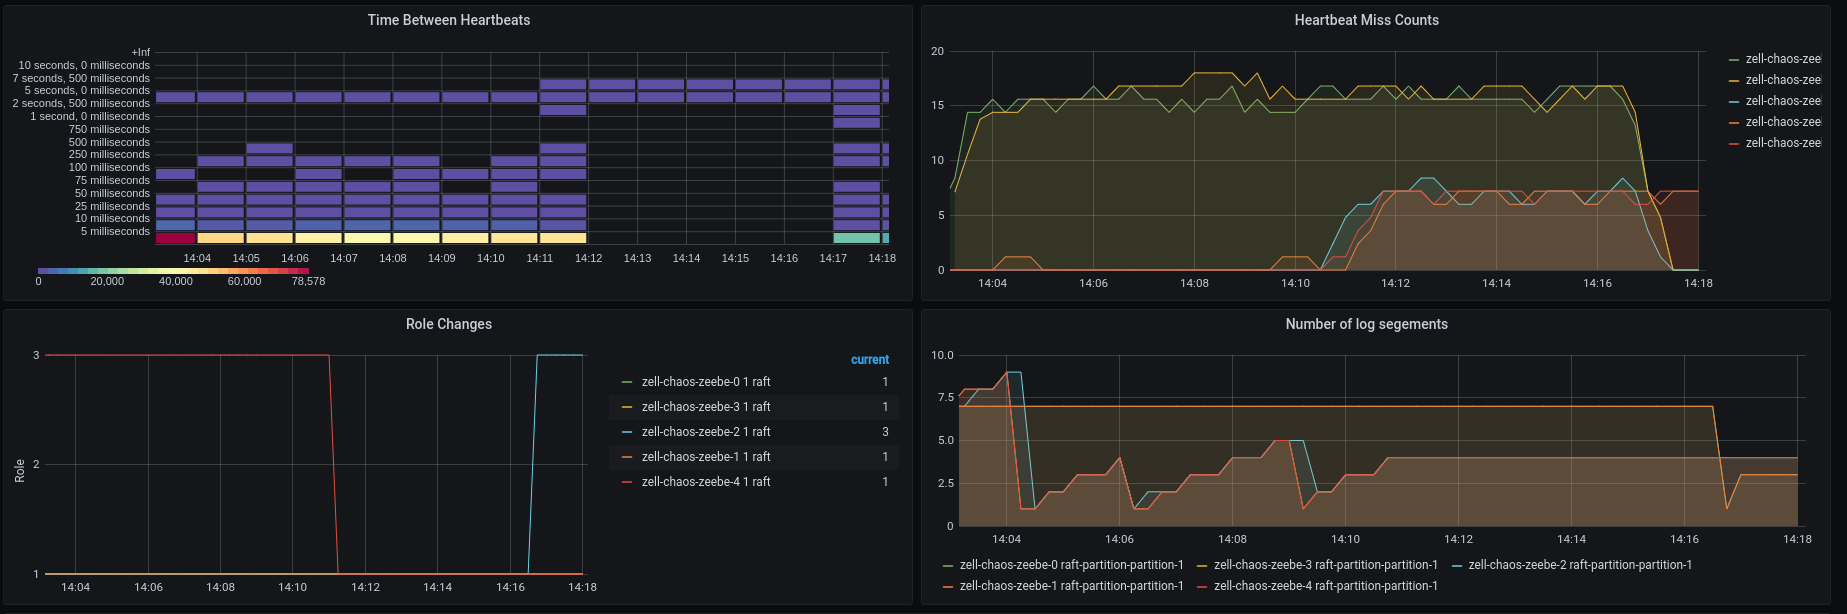 Time Between Heartbeats
+Inf
10 seconds, 0 milliseconds
7 seconds, 500 milliseconds
5 seconds, 0 milliseconds
2 seconds, 500 milliseconds
1 second, 0 milliseconds
750 milliseconds
500 milliseconds
250 milliseconds
100 milliseconds
75 milliseconds
50 milliseconds
25 milliseconds
10 milliseconds
5 milliseconds
14:04 14:05 14:06 14:07 14:08 14:09 14:10 14:11 14:12 14:13 14:14 14:15 14:16 14:17 14:18
0 20,000 40,000 60,000 78,578
Heartbeat Miss Counts
20
15
10
5
0
14:04 14:06 14:08 14:10 14:12 14:14 14:16 14:18
zell-chaos-zee
zell-chaos-zee
zell-chaos-zee
zell-chaos-zee
zell-chaos-zee
Role Changes
Role
3
2
1
14:04 14:06 14:08 14:10 14:12 14:14 14:16 14:18
current
zell-chaos-zeebe-0 1 raft 1
zell-chaos-zeebe-3 1 raft 1
zell-chaos-zeebe-2 1 raft 3
zell-chaos-zeebe-1 1 raft 1
zell-chaos-zeebe-4 1 raft 1
Number of log segements
10.0
7.5
5.0
2.5
0
14:04 14:06 14:08 14:10 14:12 14:14 14:16 14:18
zell-chaos-zeebe-0 raft-partition-partition-1 zell-chaos-zeebe-3 raft-partition-partition-1 zell-chaos-zeebe-2 raft-partition-partition-1
zell-chaos-zeebe-1 raft-partition-partition-1 zell-chaos-zeebe-4 raft-partition-partition-1